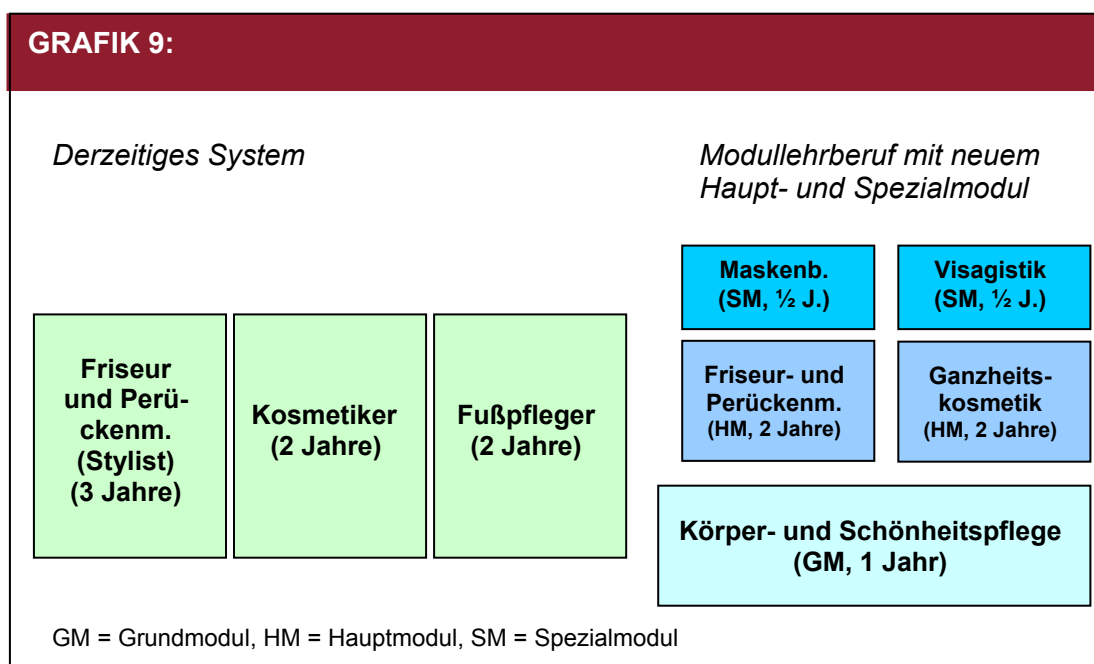 GRAFIK 9:
Derzeitiges System
Modullehrberuf mit neuem
Haupt- und Spezialmodul
Friseur
und Perü-
ckenm.
(Stylist)
(3 Jahre)
Kosmetiker
(2 Jahre)
Fußpfleger
(2 Jahre)
Maskenb.
(SM, ½ J.)
Visagistik
(SM, ½ J.)
Friseur- und
Perückenm.
(HM, 2 Jahre)
Ganzheits-
kosmetik
(HM, 2 Jahre)
Körper- und Schönheitspflege
(GM, 1 Jahr)
GM = Grundmodul, HM = Hauptmodul, SM = Spezialmodul